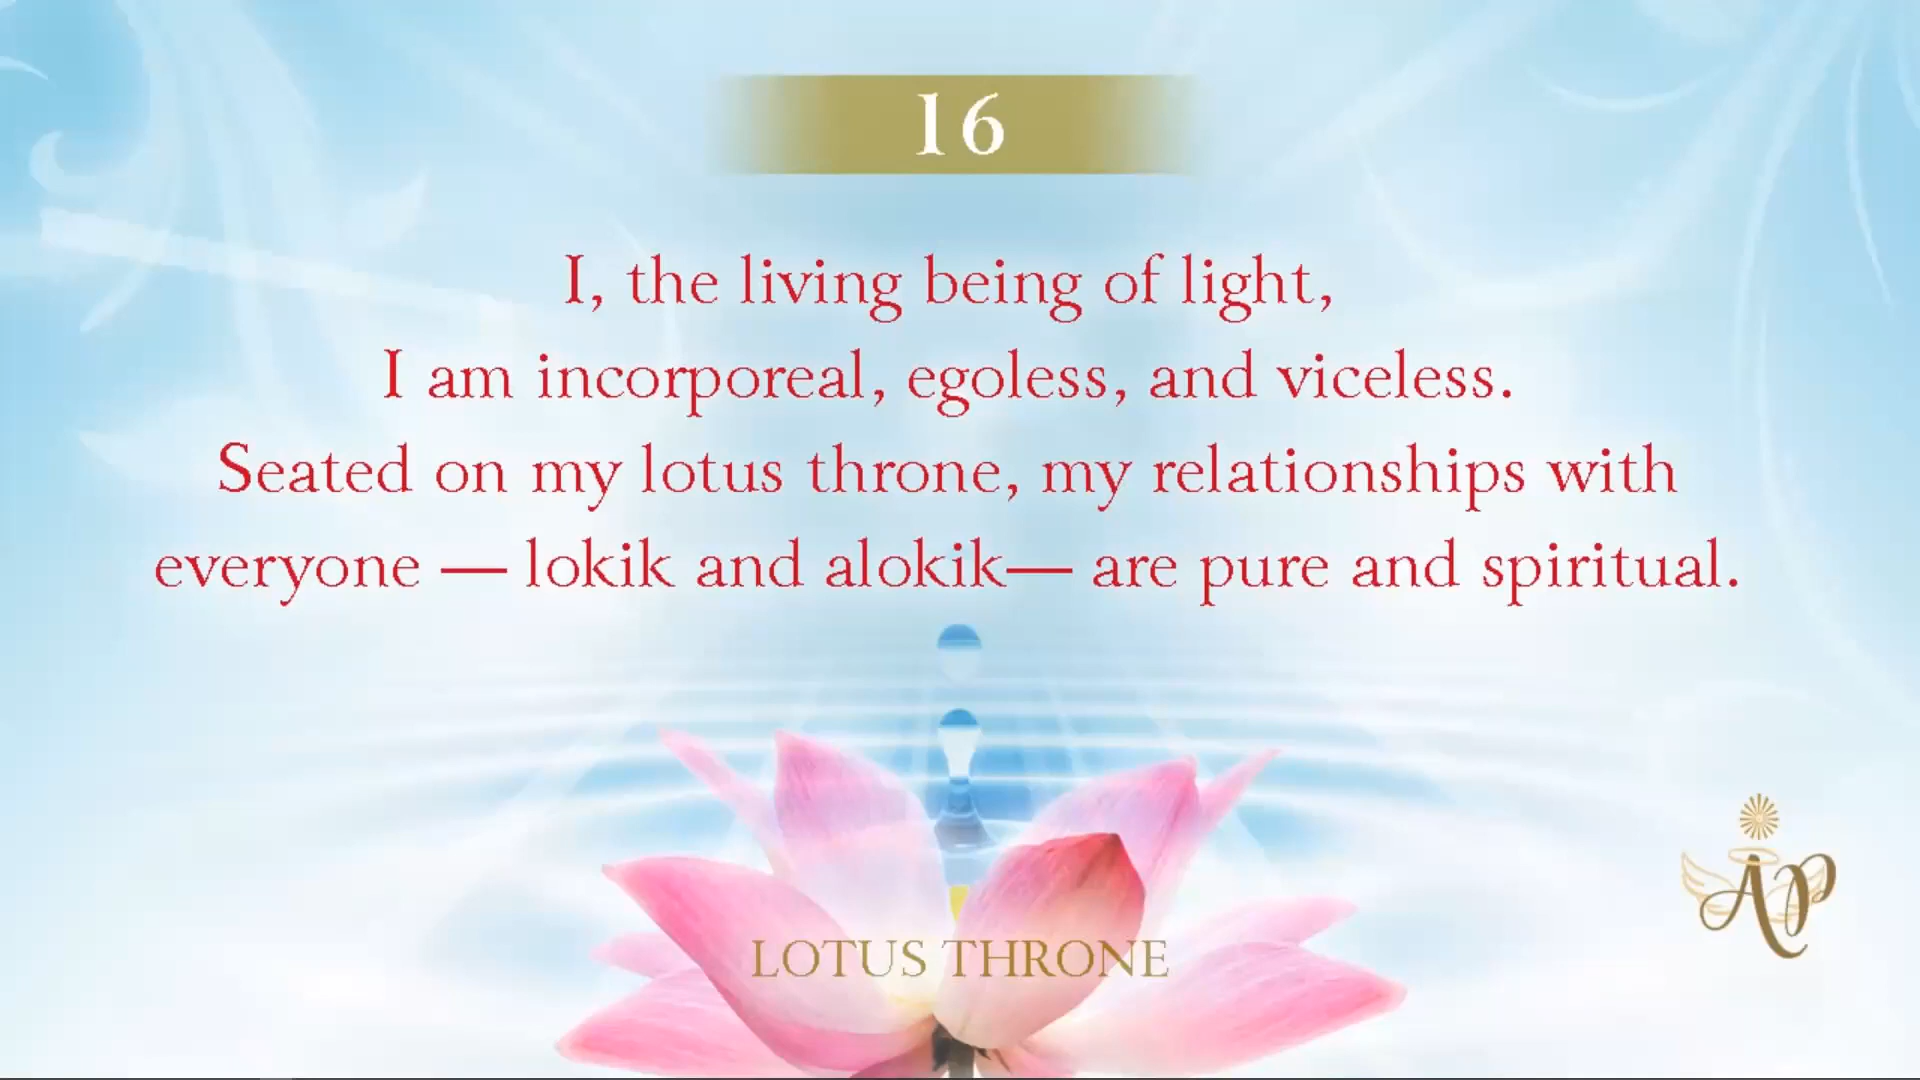 16
I, the living being of light,
I am incorporeal, egoless, and viceless.
Seated on my lotus throne, my relationships with
everyone — lokik and alokik— are pure and spiritual.
LOTUS THRONE
AP